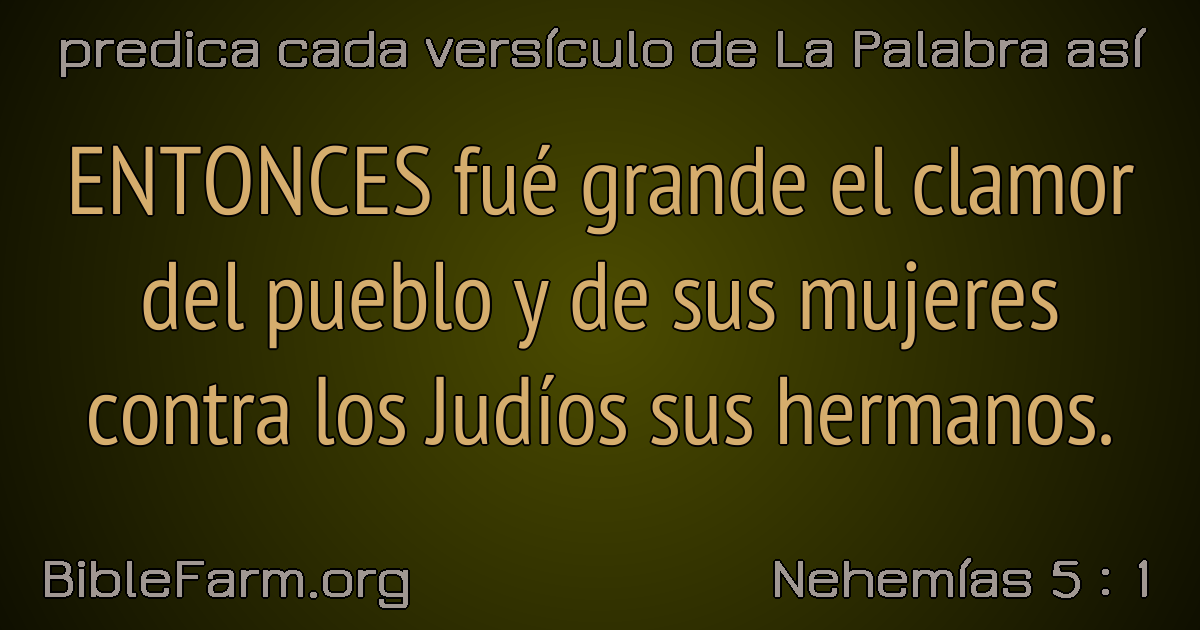 predica cada versículo de La Palabra así
ENTONCES fué grande el clamor
del pueblo y de sus mujeres
contra los Judíos sus hermanos.
BibleFarm.org
Nehemías 5 : 1